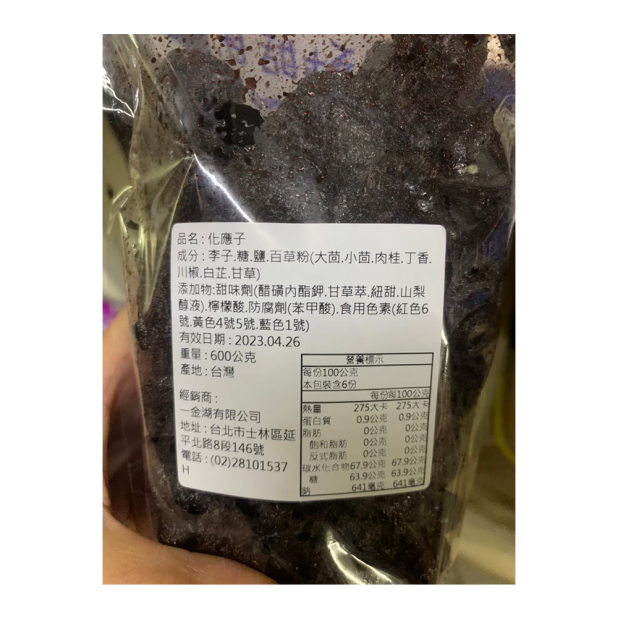 品名：化應子
成分：李子.糖.鹽.百草粉(大茴.小茴.肉桂.丁香.
川椒.白芷.甘草)
添加物:甜味劑(醋磺內酯鉀.甘草萃.紐甜.山梨
醇液).檸檬酸.防腐劑(苯甲酸).食用色素(紅色6
號.黃色4號5號.藍色1號)
有效日期：2023.04.26
重量：600公克
產地：台灣
經銷商：
一金湖有限公司
地址：台北市士林區延
平北路8段146號
電話：(02)28101537
H
營養標示
每份100公克
本包裝含6份
每份每100公克
熱量 275大卡 275大卡
蛋白質 0.9公克 0.9公克
脂肪 0公克 0公克
飽和脂肪 0公克 0公克
反式脂肪 0公克 0公克
碳水化合物67.9公克 67.9公克
糖 63.9公克 63.9公克
鈉 641毫克 641毫克